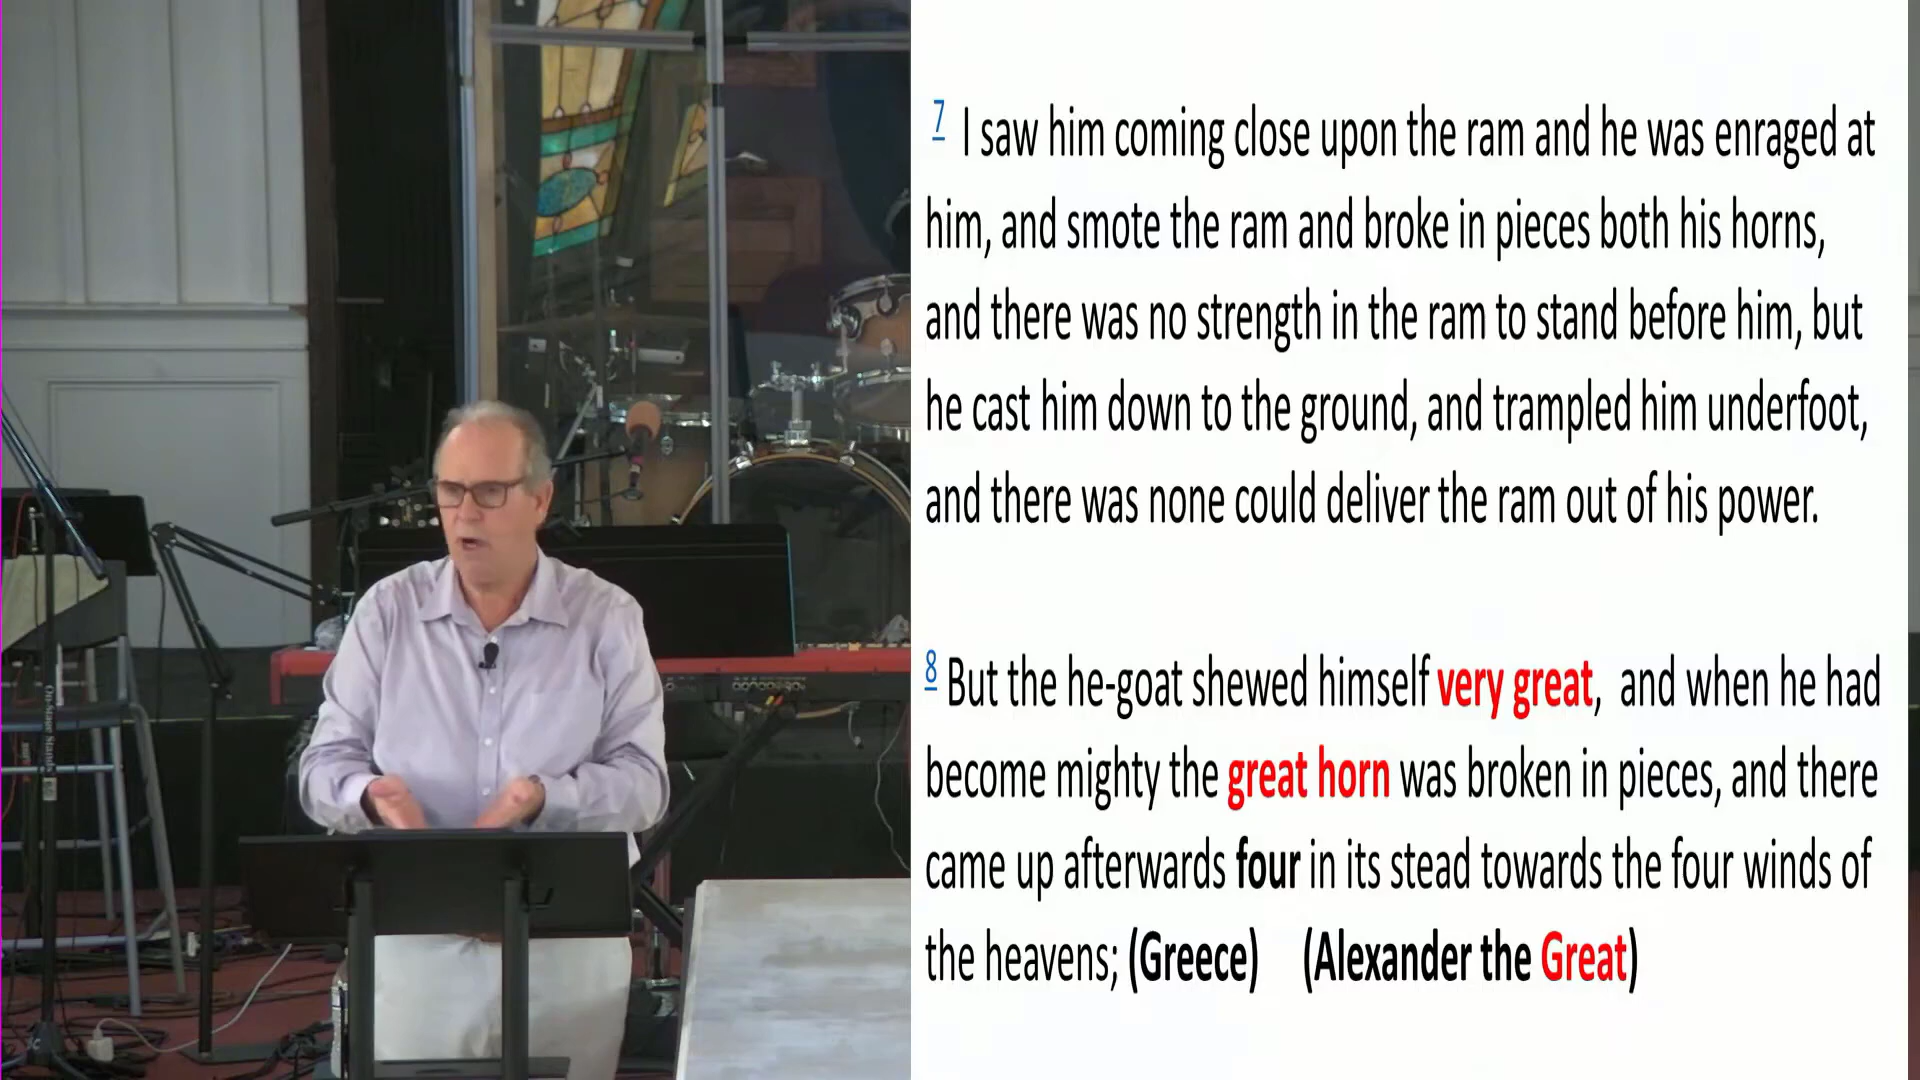 7 I saw him coming close upon the ram and he was enraged at
him, and smote the ram and broke in pieces both his horns,
and there was no strength in the ram to stand before him, but
he cast him down to the ground, and trampled him underfoot,
and there was none could deliver the ram out of his power.
8 But the he-goat shewed himself very great, and when he had
become mighty the great horn was broken in pieces, and there
came up afterwards four in its stead towards the four winds of
the heavens; (Greece) (Alexander the Great)
On-Stage Stands